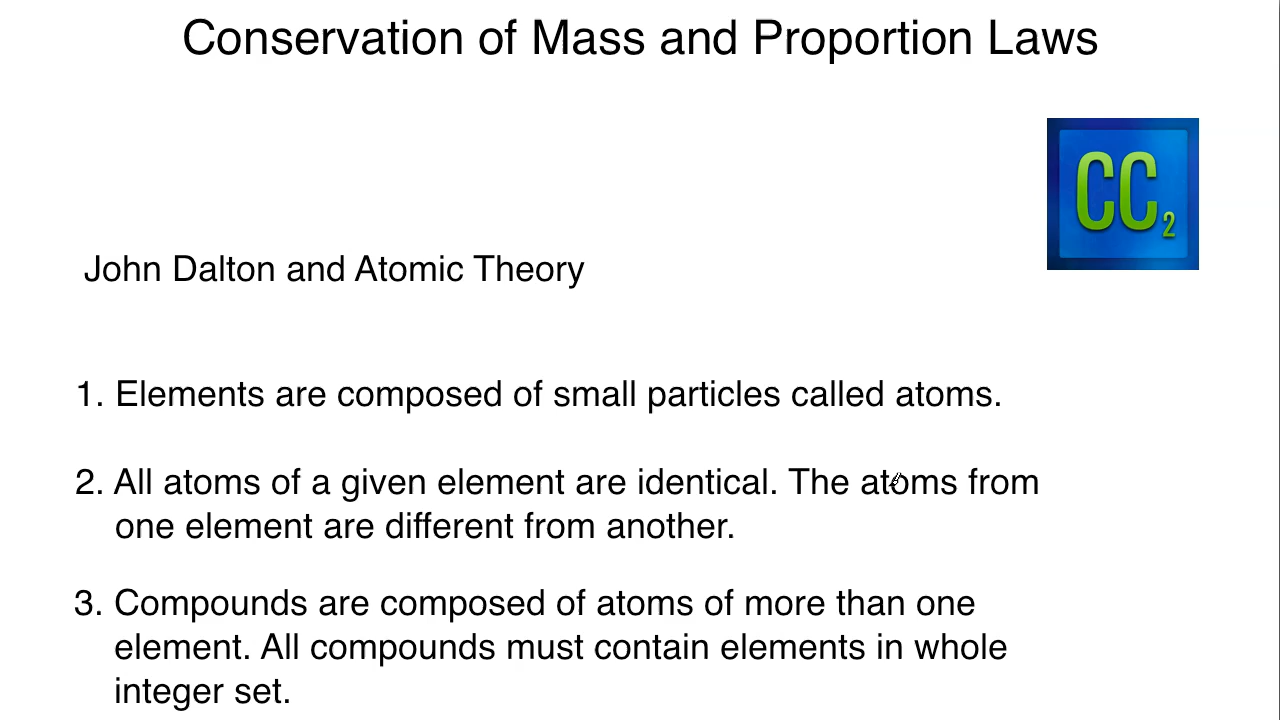 Conservation of Mass and Proportion Laws
CC2
John Dalton and Atomic Theory
1. Elements are composed of small particles called atoms.
2. All atoms of a given element are identical. The atoms from
one element are different from another.
3. Compounds are composed of atoms of more than one
element. All compounds must contain elements in whole
integer set.